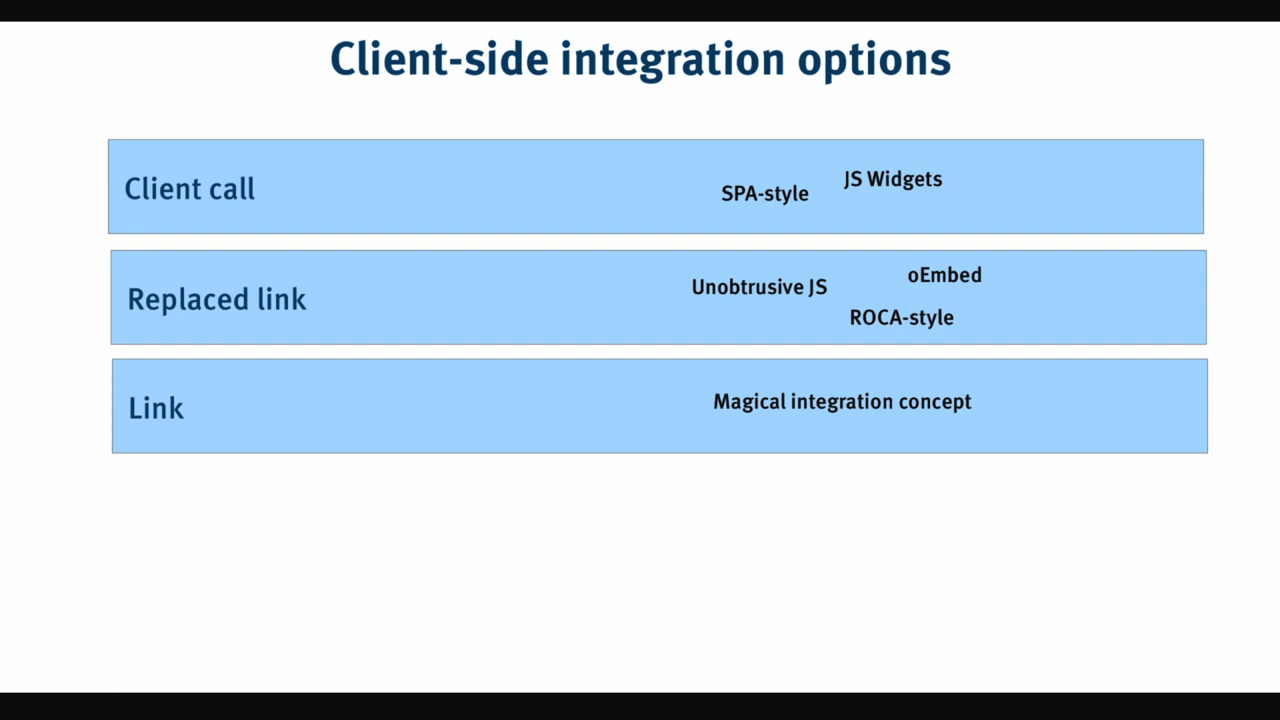 Client-side integration options
Client call
SPA-style
JS Widgets
Replaced link
Unobtrusive JS
oEmbed
ROCA-style
Link
Magical integration concept